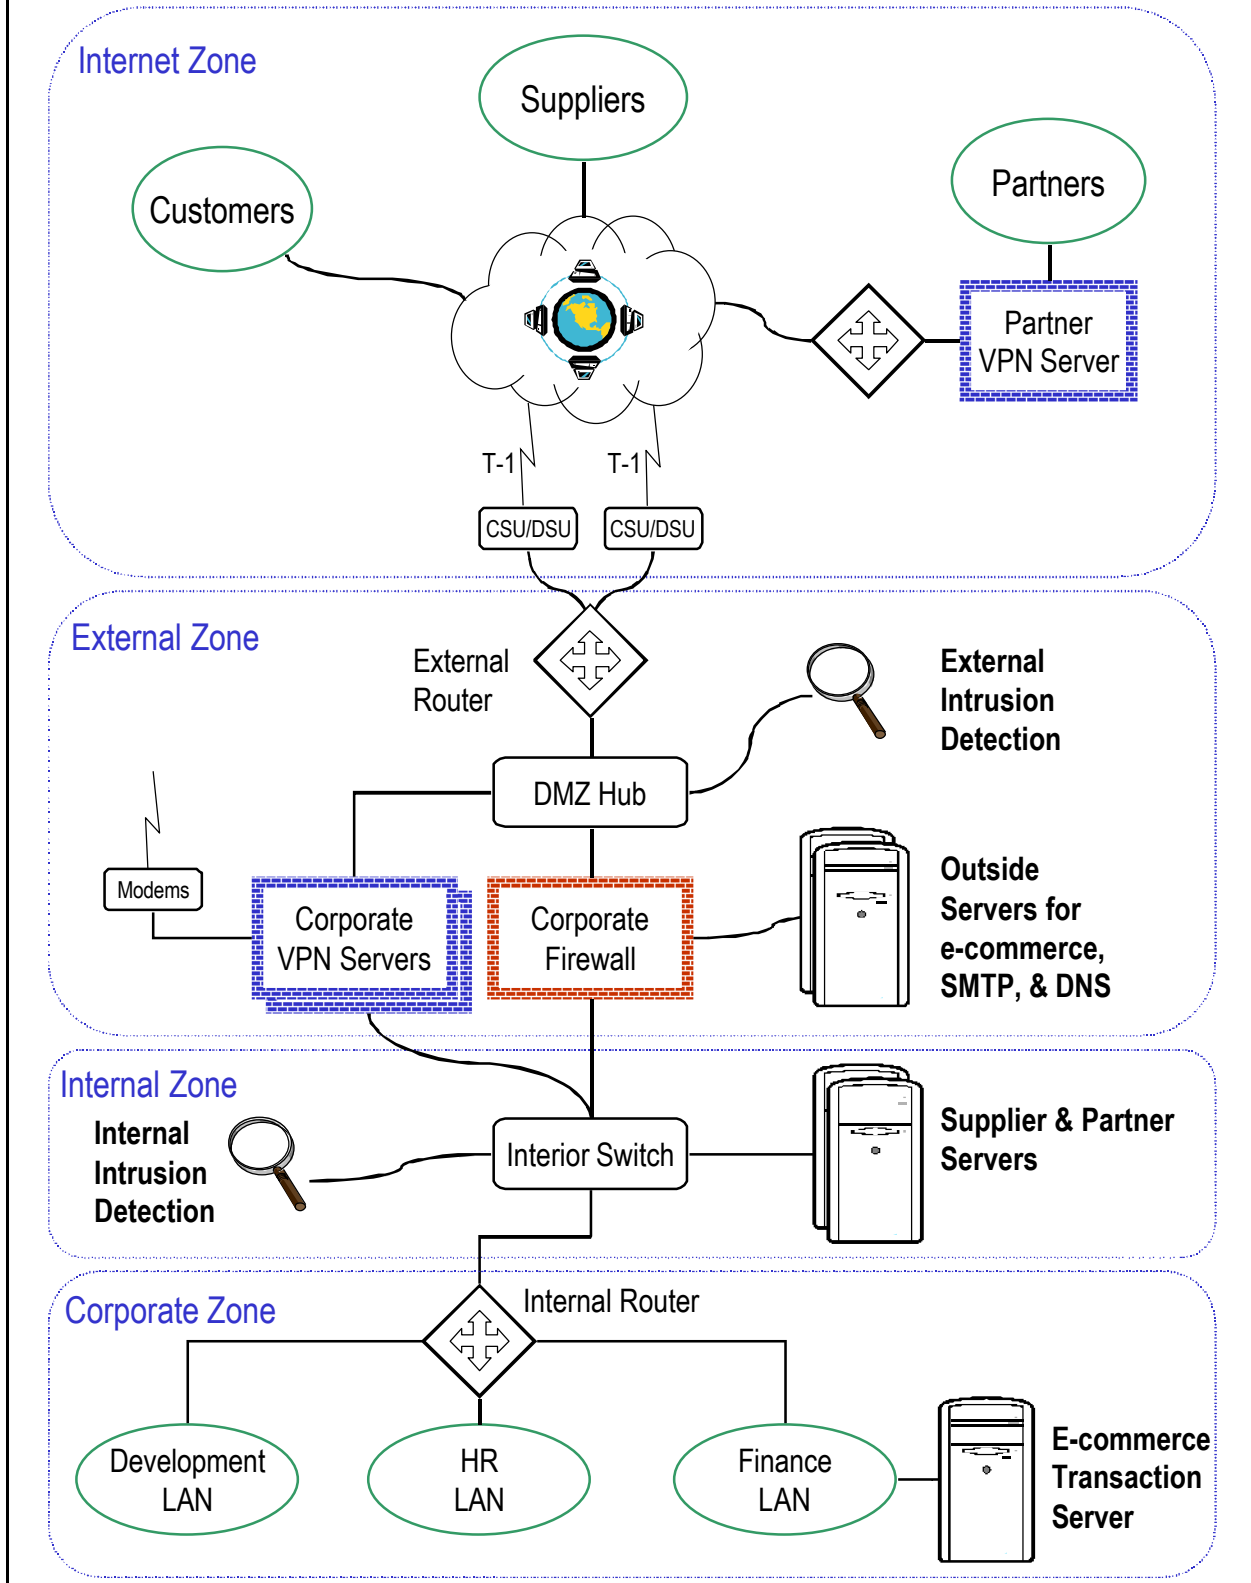 Internet Zone
Suppliers
Customers
Partners
Partner
VPN Server
T-1
T-1
CSU/DSU
CSU/DSU
External Zone
External
Router
External
Intrusion
Detection
DMZ Hub
Modems
Corporate
VPN Servers
Corporate
Firewall
Outside
Servers for
e-commerce,
SMTP, & DNS
Internal Zone
Internal
Intrusion
Detection
Interior Switch
Supplier & Partner
Servers
Corporate Zone
Internal Router
Development
LAN
HR
LAN
Finance
LAN
E-commerce
Transaction
Server